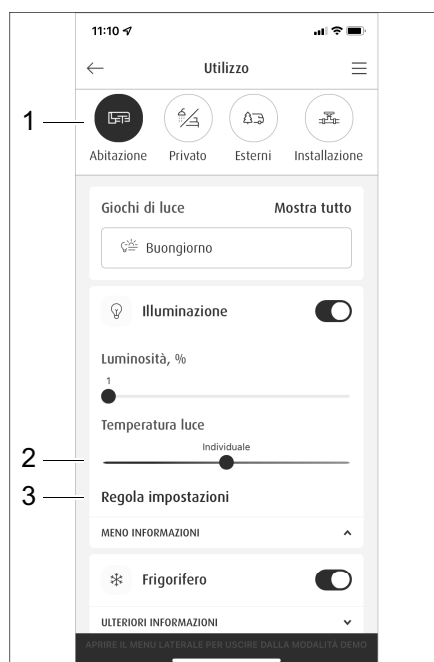 11:10
Utilizzo
1
Abitazione Privato Esterni Installazione
Giochi di luce Mostra tutto
Buongiorno
Illuminazione
Luminosità, %
1
Temperatura luce
Individuale
2
3 Regola impostazioni
MENO INFORMAZIONI
Frigorifero
ULTERIORI INFORMAZIONI
APRIRE IL MENU LATERALE PER USCIRE DALLA MODALITÀ DEMO